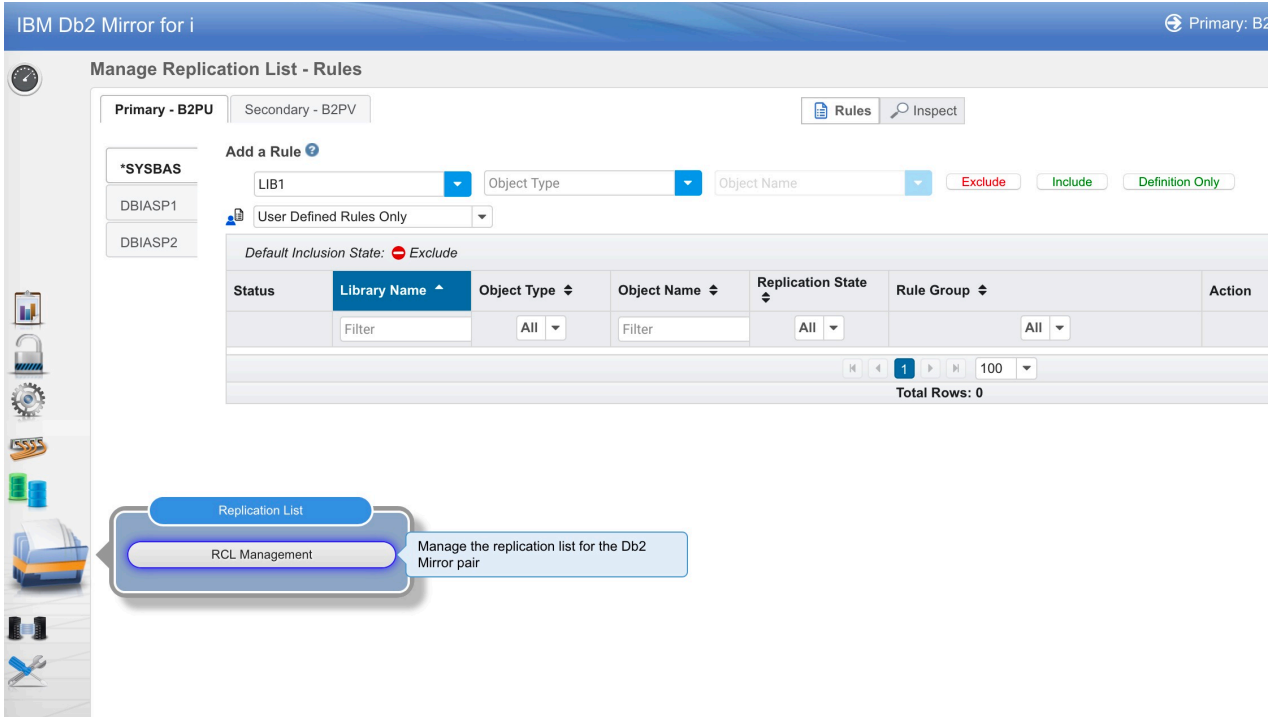 IBM Db2 Mirror for i
Primary: B2
Manage Replication List - Rules
Primary - B2PU
Secondary - B2PV
Rules
Inspect
*SYSBAS
DBIASP1
DBIASP2
Add a Rule ?
LIB1
Object Type
Object Name
Exclude
Include
Definition Only
User Defined Rules Only
Default Inclusion State: Exclude
Status
Library Name
Object Type
Object Name
Replication State
Rule Group
Action
Filter
All
Filter
All
All
1
100
Total Rows: 0
Replication List
RCL Management
Manage the replication list for the Db2
Mirror pair